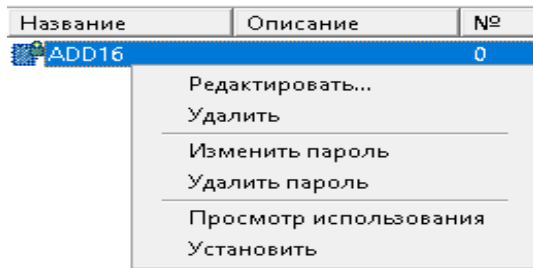 Название Описание №
ADD16 0
Редактировать...
Удалить
Изменить пароль
Удалить пароль
Просмотр использования
Установить